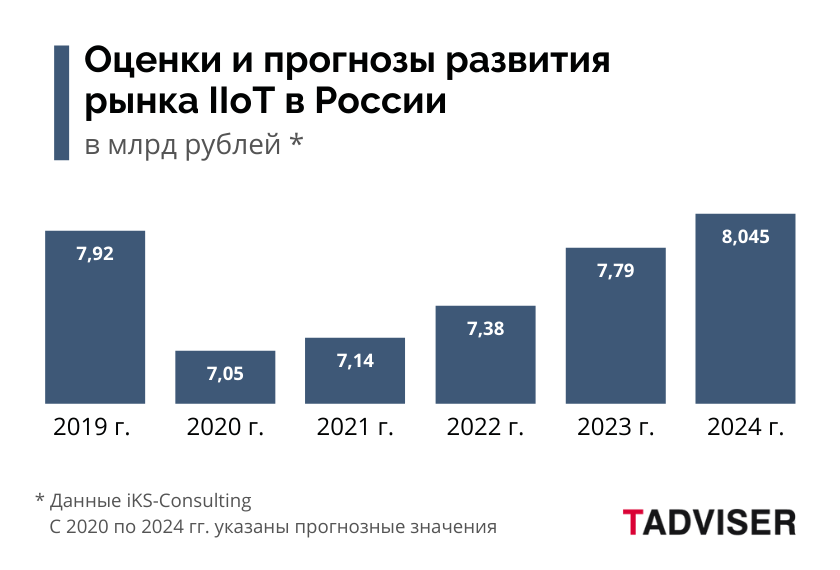 Оценки и прогнозы развития
рынка IIoT в России
в млрд рублей *
7,92
7,05
7,14
7,38
7,79
8,045
2019 г.
2020 г.
2021 г.
2022 г.
2023 г.
2024 г.
* Данные iKS-Consulting
С 2020 по 2024 гг. указаны прогнозные значения
TADVISER